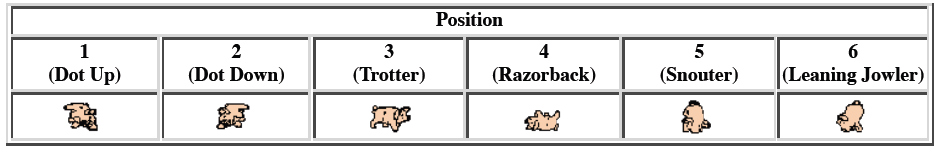 Position
1 2 3 4 5 6
(Dot Up) (Dot Down) (Trotter) (Razorback) (Snouter) (Leaning Jowler)